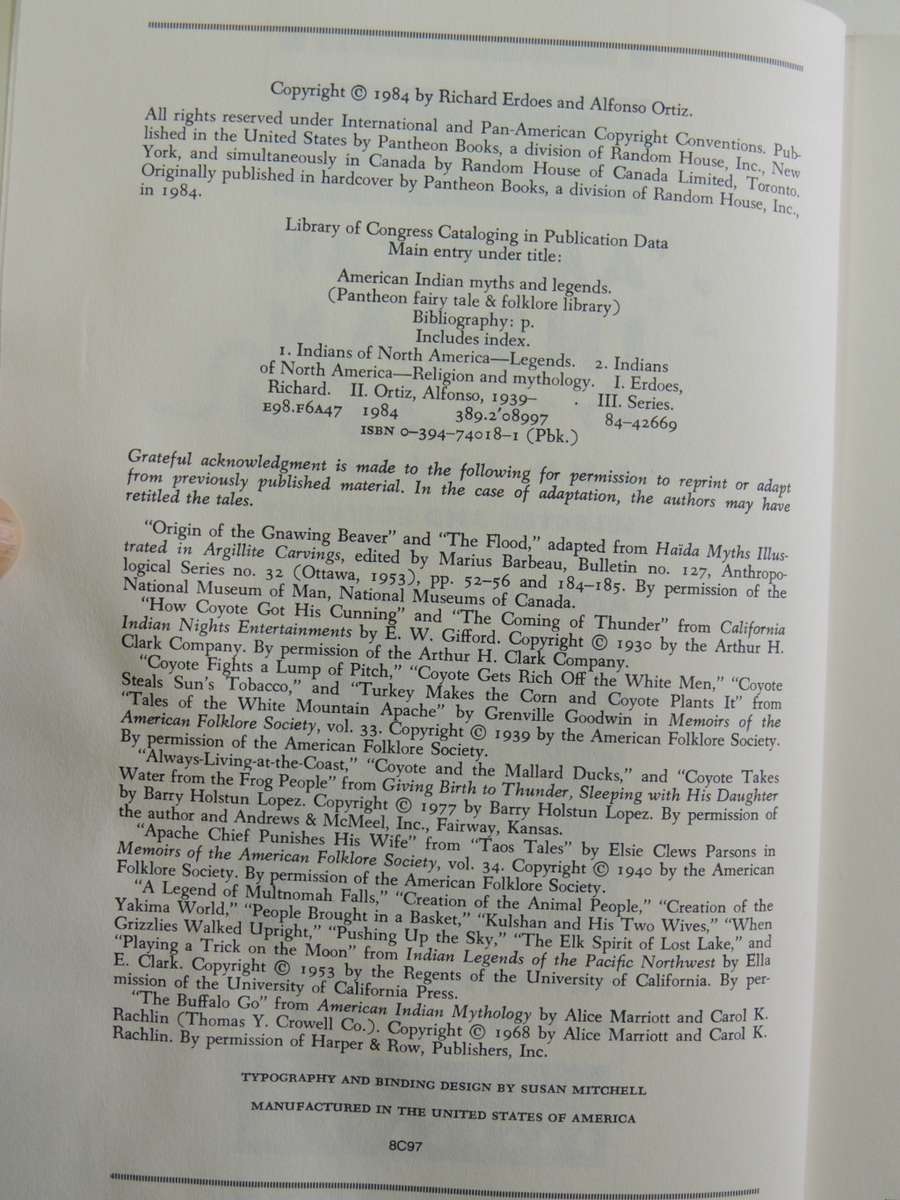 Copyright © 1984 by Richard Erdoes and Alfonso Ortiz.
All rights reserved under International and Pan-American Copyright Conventions. Pub-
lished in the United States by Pantheon Books, a division of Random House, Inc., New
York, and simultaneously in Canada by Random House of Canada Limited, Toronto.
Originally published in hardcover by Pantheon Books, a division of Random House, Inc.,
in 1984.
Library of Congress Cataloging in Publication Data
Main entry under title:
American Indian myths and legends.
(Pantheon fairy tale & folklore library)
Bibliography: p.
Includes index.
1. Indians of North America—Legends. 2. Indians
of North America—Religion and mythology. I. Erdoes,
Richard. II. Ortiz, Alfonso, 1939– . III. Series.
E98.F6A47 1984 389.2'08997 84-42669
ISBN 0-394-74018-1 (Pbk.)
Grateful acknowledgment is made to the following for permission to reprint or adapt
from previously published material. In the case of adaptation, the authors may have
retitled the tales.
"Origin of the Gnawing Beaver" and "The Flood," adapted from Haïda Myths Illus-
trated in Argillite Carvings, edited by Marius Barbeau, Bulletin no. 127, Anthropo-
logical Series no. 32 (Ottawa, 1953), pp. 52–56 and 184–185. By permission of the
National Museum of Man, National Museums of Canada.
"How Coyote Got His Cunning" and "The Coming of Thunder" from California
Indian Nights Entertainments by E. W. Gifford. Copyright © 1930 by the Arthur H.
Clark Company. By permission of the Arthur H. Clark Company.
"Coyote Fights a Lump of Pitch," "Coyote Gets Rich Off the White Men," "Coyote
Steals Sun's Tobacco," and "Turkey Makes the Corn and Coyote Plants It" from
"Tales of the White Mountain Apache" by Grenville Goodwin in Memoirs of the
American Folklore Society, vol. 33. Copyright © 1939 by the American Folklore Society.
By permission of the American Folklore Society.
"Always-Living-at-the-Coast," "Coyote and the Mallard Ducks," and "Coyote Takes
Water from the Frog People" from Giving Birth to Thunder, Sleeping with His Daughter
by Barry Holstun Lopez. Copyright © 1977 by Barry Holstun Lopez. By permission of
the author and Andrews & McMeel, Inc., Fairway, Kansas.
"Apache Chief Punishes His Wife" from "Taos Tales" by Elsie Clews Parsons in
Memoirs of the American Folklore Society, vol. 34. Copyright © 1940 by the American
Folklore Society. By permission of the American Folklore Society.
"A Legend of Multnomah Falls," "Creation of the Animal People," "Creation of the
Yakima World," "People Brought in a Basket," "Kulshan and His Two Wives," "When
Grizzlies Walked Upright," "Pushing Up the Sky," "The Elk Spirit of Lost Lake," and
"Playing a Trick on the Moon" from Indian Legends of the Pacific Northwest by Ella
E. Clark. Copyright © 1953 by the Regents of the University of California. By per-
mission of the University of California Press.
"The Buffalo Go" from American Indian Mythology by Alice Marriott and Carol K.
Rachlin (Thomas Y. Crowell Co.). Copyright © 1968 by Alice Marriott and Carol K.
Rachlin. By permission of Harper & Row, Publishers, Inc.
TYPOGRAPHY AND BINDING DESIGN BY SUSAN MITCHELL
MANUFACTURED IN THE UNITED STATES OF AMERICA
8C97